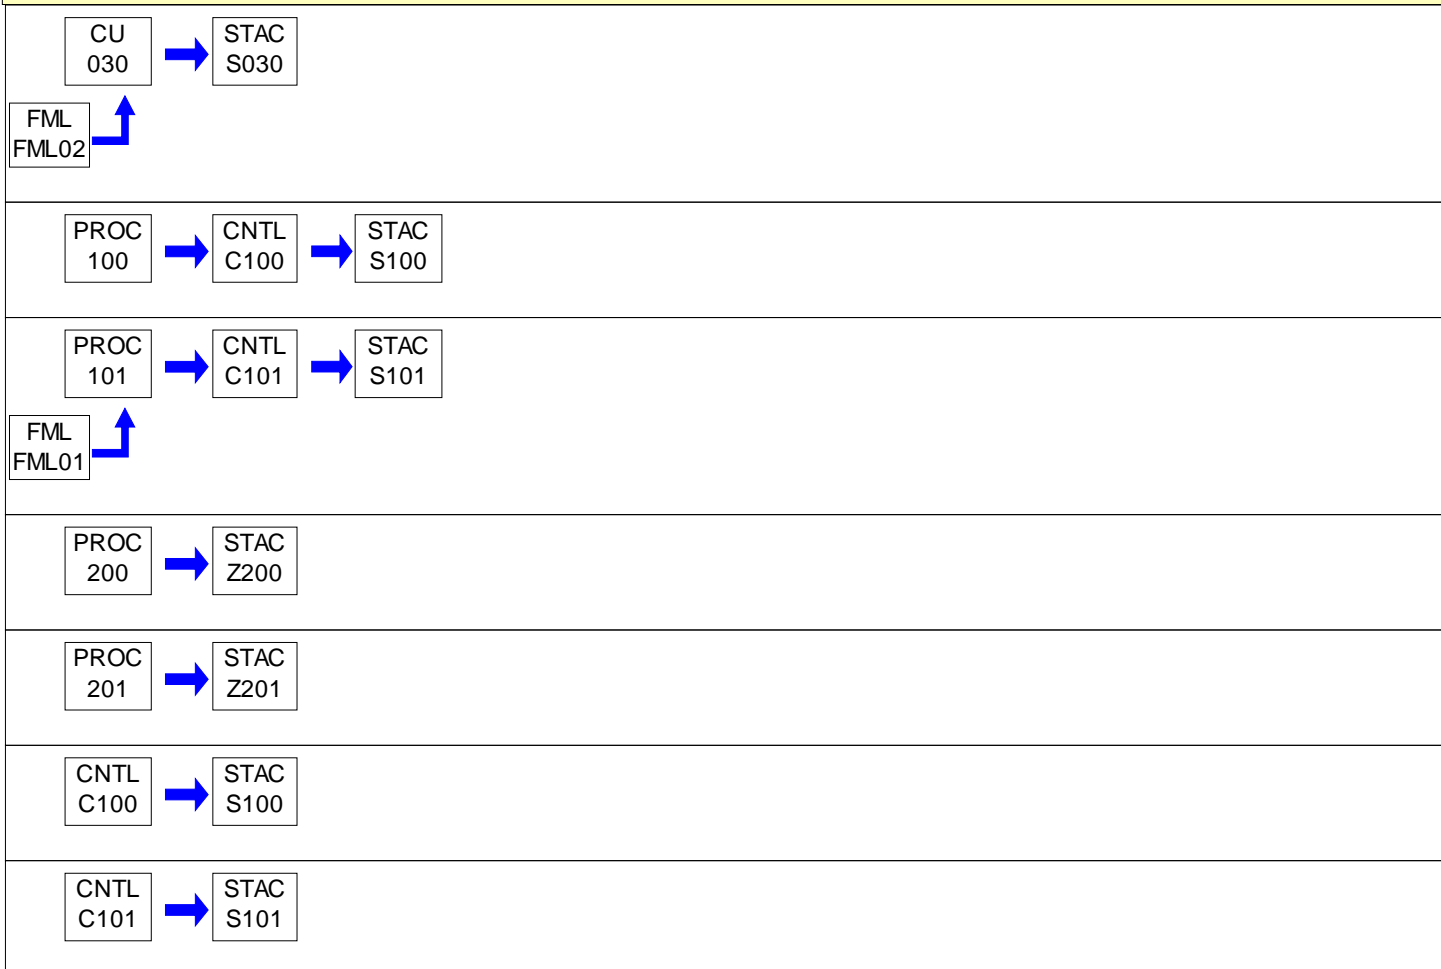 CU
030
STAC
S030
FML
FML02
PROC
100
CNTL
C100
STAC
S100
PROC
101
CNTL
C101
STAC
S101
FML
FML01
PROC
200
STAC
Z200
PROC
201
STAC
Z201
CNTL
C100
STAC
S100
CNTL
C101
STAC
S101